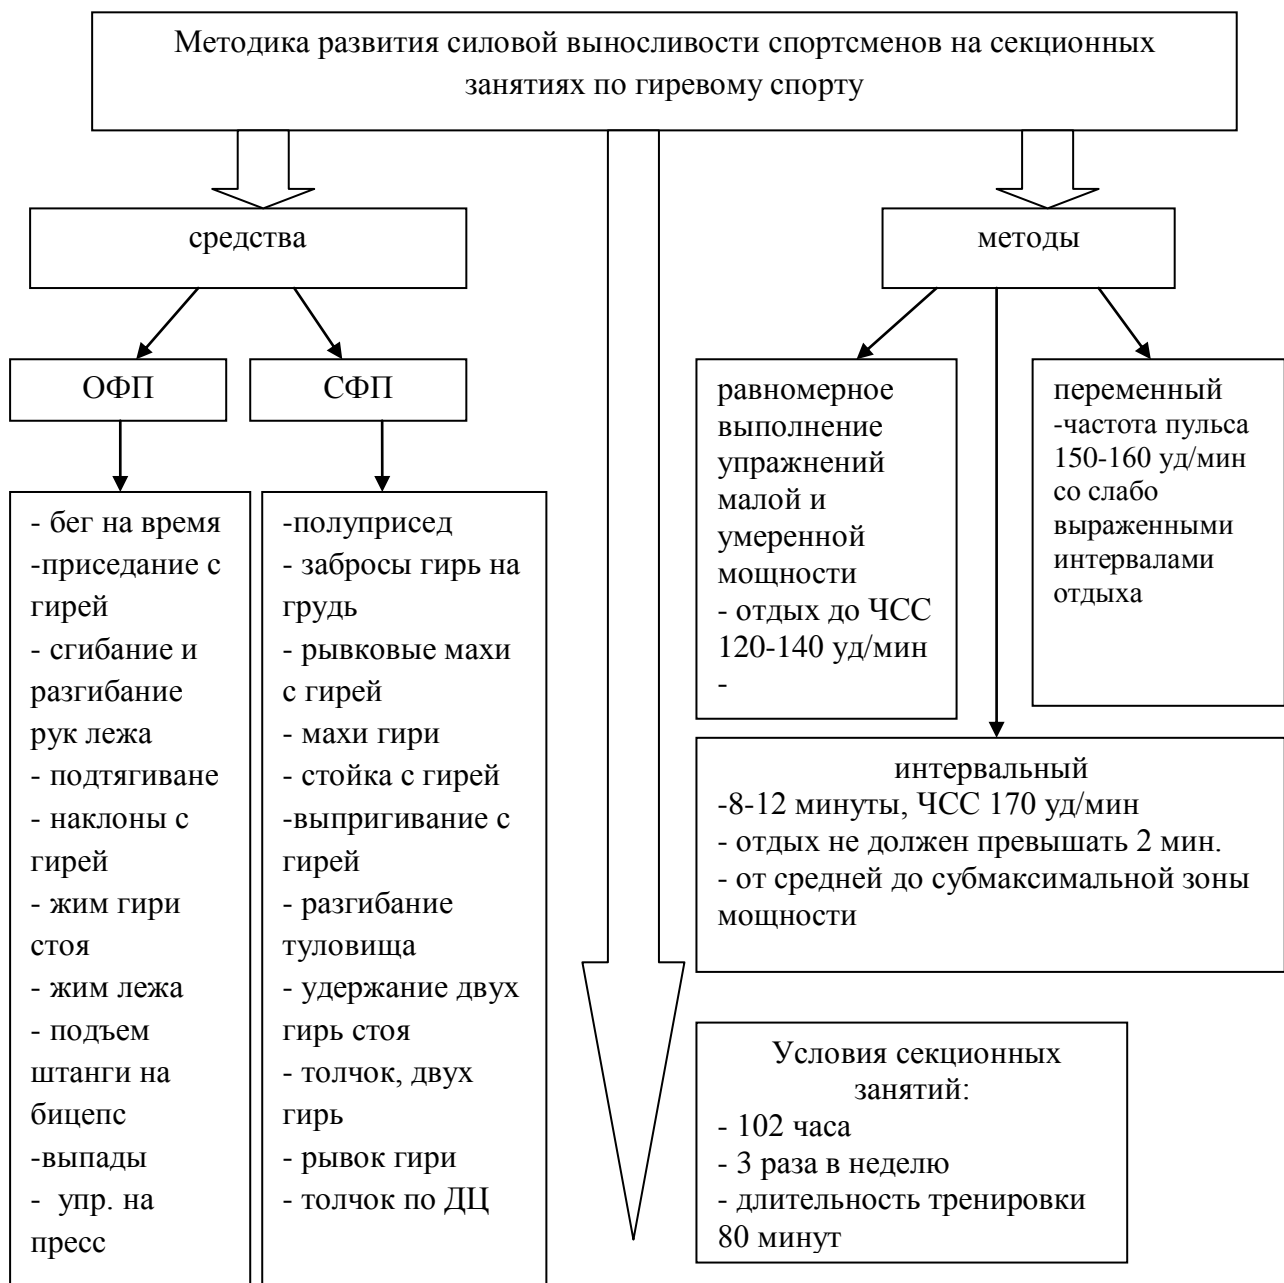 Методика развития силовой выносливости спортсменов на секционных
занятиях по гиревому спорту
средства
методы
ОФП
СФП
- бег на время
-приседание с
гирей
- сгибание и
разгибание
рук лежа
- подтягиване
- наклоны с
гирей
- жим гири
стоя
- жим лежа
- подъем
штанги на
бицепс
-выпады
- упр. на
пресс
-полуприсед
- забросы гирь на
грудь
- рывковые махи
с гирей
- махи гири
- стойка с гирей
-выпригивание с
гирей
- разгибание
туловища
- удержание двух
гирь стоя
- толчок, двух
гирь
- рывок гири
- толчок по ДЦ
равномерное
выполнение
упражнений
малой и
умеренной
мощности
- отдых до ЧСС
120-140 уд/мин
-
переменный
-частота пульса
150-160 уд/мин
со слабо
выраженными
интервалами
отдыха
интервальный
-8-12 минуты, ЧСС 170 уд/мин
- отдых не должен превышать 2 мин.
- от средней до субмаксимальной зоны
мощности
Условия секционных
занятий:
- 102 часа
- 3 раза в неделю
- длительность тренировки
80 минут